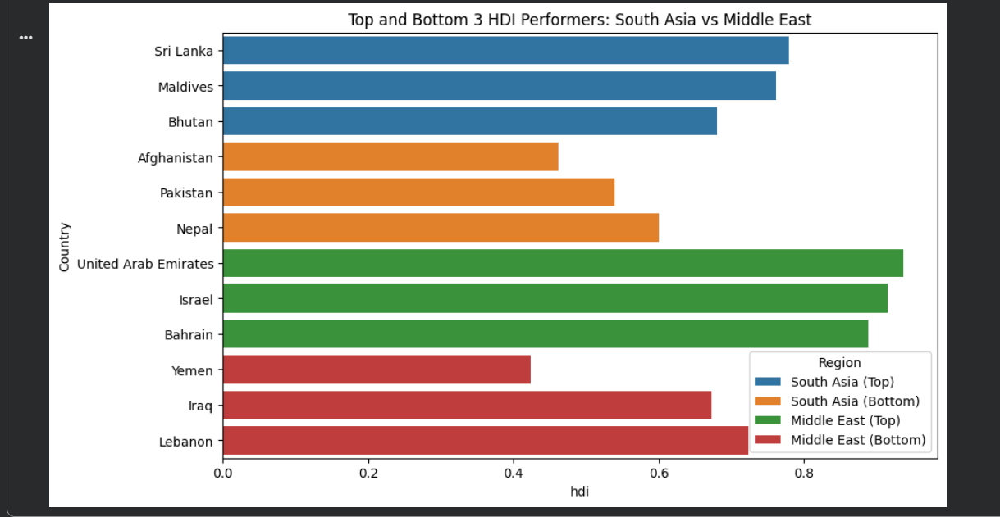 Top and Bottom 3 HDI Performers: South Asia vs Middle East
Country
Sri Lanka
Maldives
Bhutan
Afghanistan
Pakistan
Nepal
United Arab Emirates
Israel
Bahrain
Yemen
Iraq
Lebanon
Region
South Asia (Top)
South Asia (Bottom)
Middle East (Top)
Middle East (Bottom)
0.0 0.2 0.4 0.6 0.8
hdi